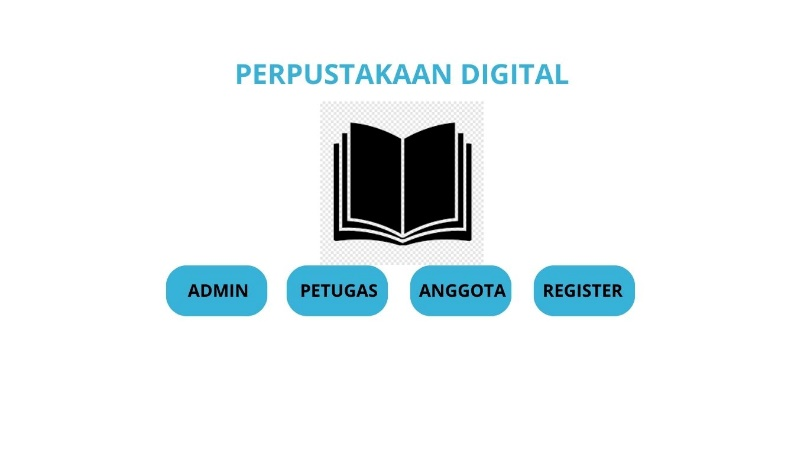 PERPUSTAKAAN DIGITAL
ADMIN PETUGAS ANGGOTA REGISTER